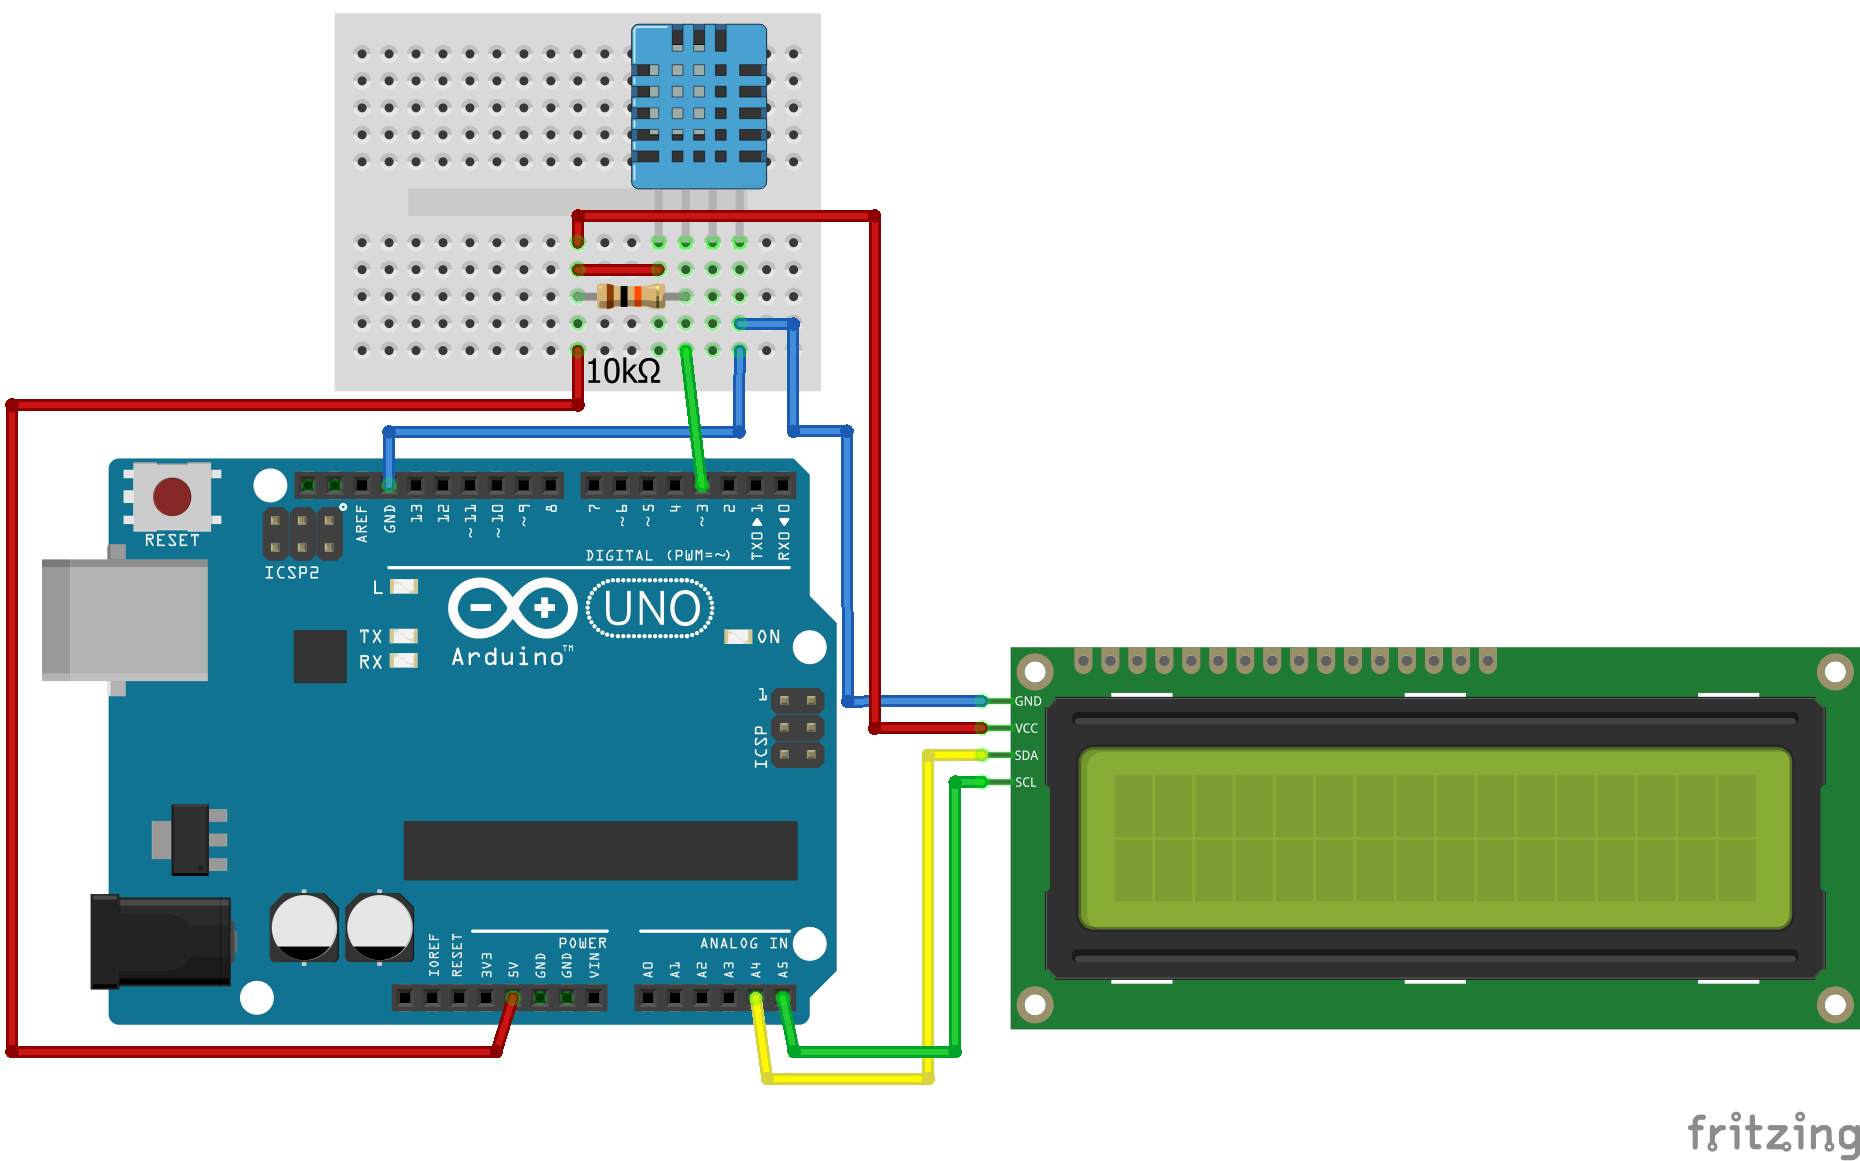 10kΩ
RESET
ICSP2
AREF
GND
13
12
~11
~10
~9
8
7
~6
~5
4
~3
2
TX0▶1
RX0◀0
DIGITAL (PWM=~)
L
TX
RX
Arduino™
UNO
ON
1
ICSP
GND
VCC
SDA
SCL
IOREF
RESET
3V3
5V
GND
GND
VIN
POWER
A0
A1
A2
A3
A4
A5
ANALOG IN
fritzing